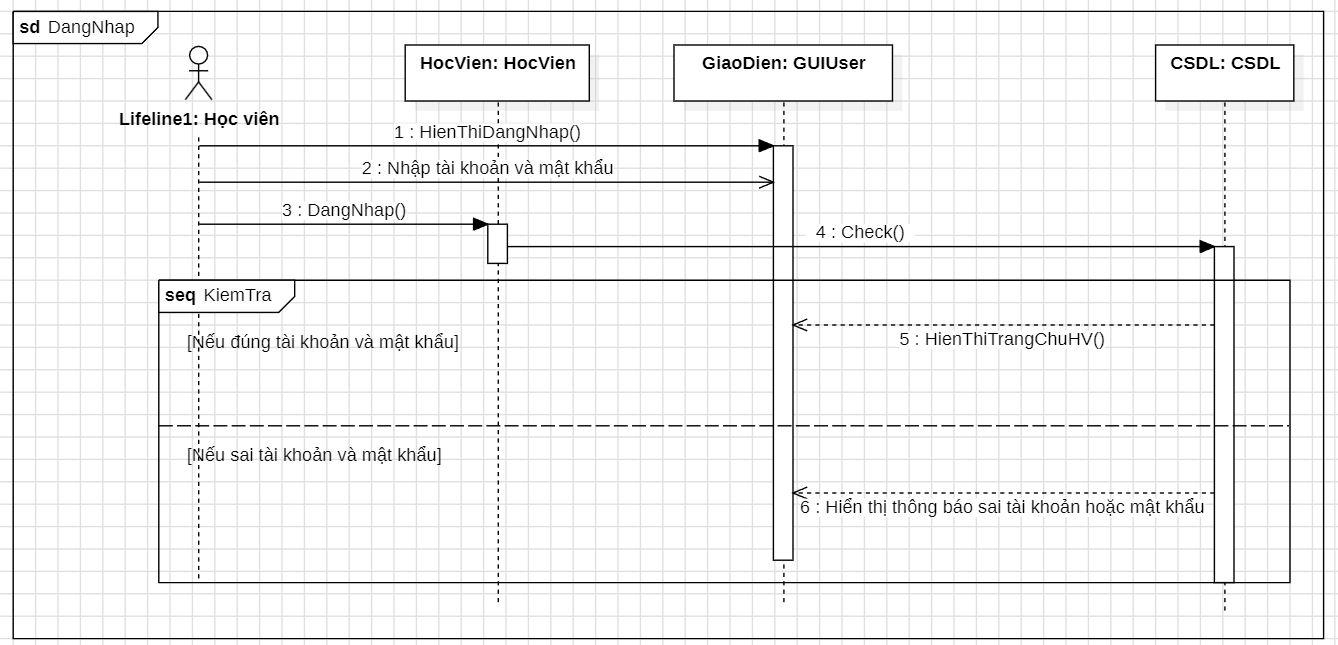 sd DangNhap
HocVien: HocVien
GiaoDien: GUIUser
CSDL: CSDL
Lifeline1: Học viên
1 : HienThiDangNhap()
2 : Nhập tài khoản và mật khẩu
3 : DangNhap()
4 : Check()
seq KiemTra
[Nếu đúng tài khoản và mật khẩu]
5 : HienThiTrangChuHV()
[Nếu sai tài khoản và mật khẩu]
6 : Hiển thị thông báo sai tài khoản hoặc mật khẩu